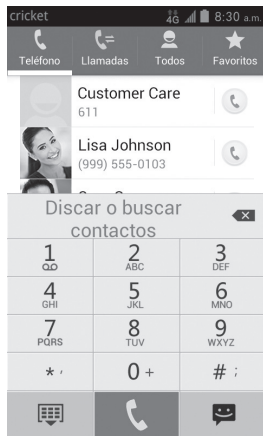 cricket 4G 8:30 a.m.
Teléfono Llamadas Todos Favoritos
Customer Care
611
Lisa Johnson
(999) 555-0103
Discar o buscar
contactos
1 2 3
ABC DEF
4 5 6
GHI JKL MNO
7 8 9
PQRS TUV WXYZ
* , 0 + # ;